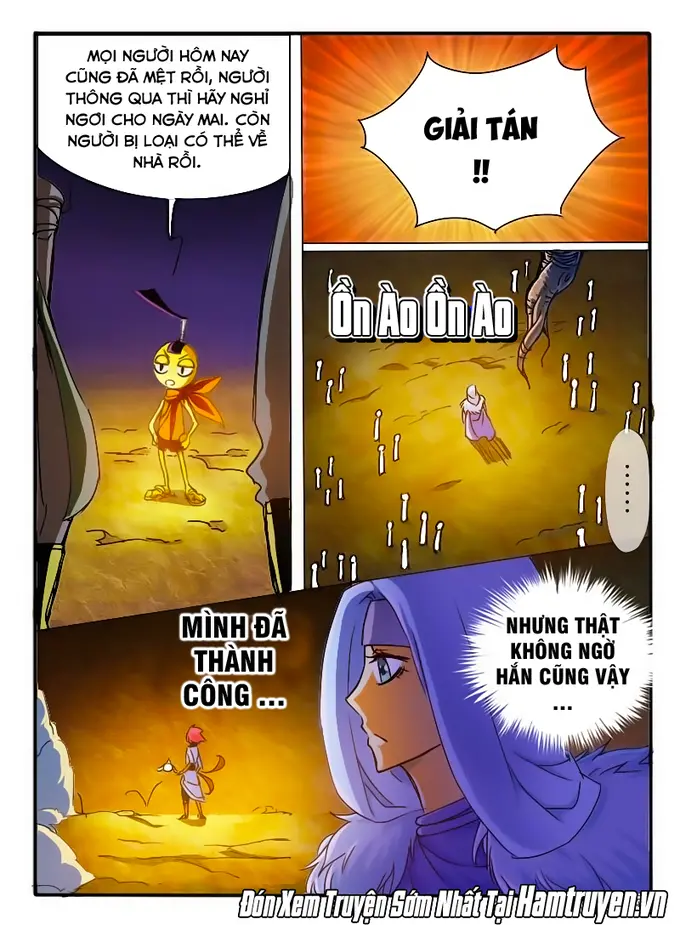 MỌI NGƯỜI HÔM NAY
CŨNG ĐÃ MỆT RỒI, NGƯỜI
THÔNG QUA THÌ HÃY NGHỈ
NGƠI CHO NGÀY MAI. CÒN
NGƯỜI BỊ LOẠI CÓ THỂ VỀ
NHÀ RỒI.
GIẢI TÁN
!!
Ồn Ào Ồn Ào
.......
MÌNH ĐÃ
THÀNH
CÔNG ...
NHƯNG THẬT
KHÔNG NGỜ
HẮN CŨNG VẬY
...
Đón Xem Truyện Sớm Nhất Tại Hamtruyen.vn